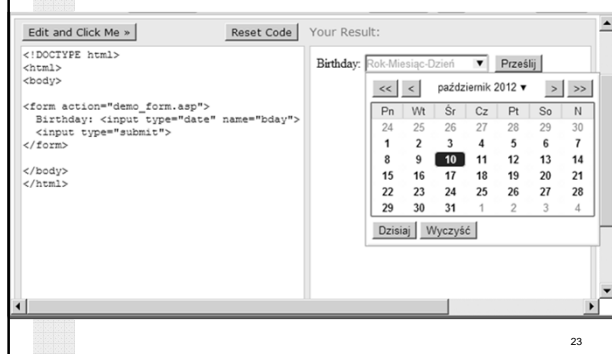 Edit and Click Me »
Reset Code
Your Result:
<!DOCTYPE html>
<html>
<body>
<form action="demo_form.asp">
Birthday: <input type="date" name="bday">
<input type="submit">
</form>
</body>
</html>
Birthday: Rok-Miesiąc-Dzień ▼ Prześlij
<< < październik 2012 ▼ > >>
Pn Wt Śr Cz Pt So N
24 25 26 27 28 29 30
1 2 3 4 5 6 7
8 9 10 11 12 13 14
15 16 17 18 19 20 21
22 23 24 25 26 27 28
29 30 31 1 2 3 4
Dzisiaj Wyczyść
23